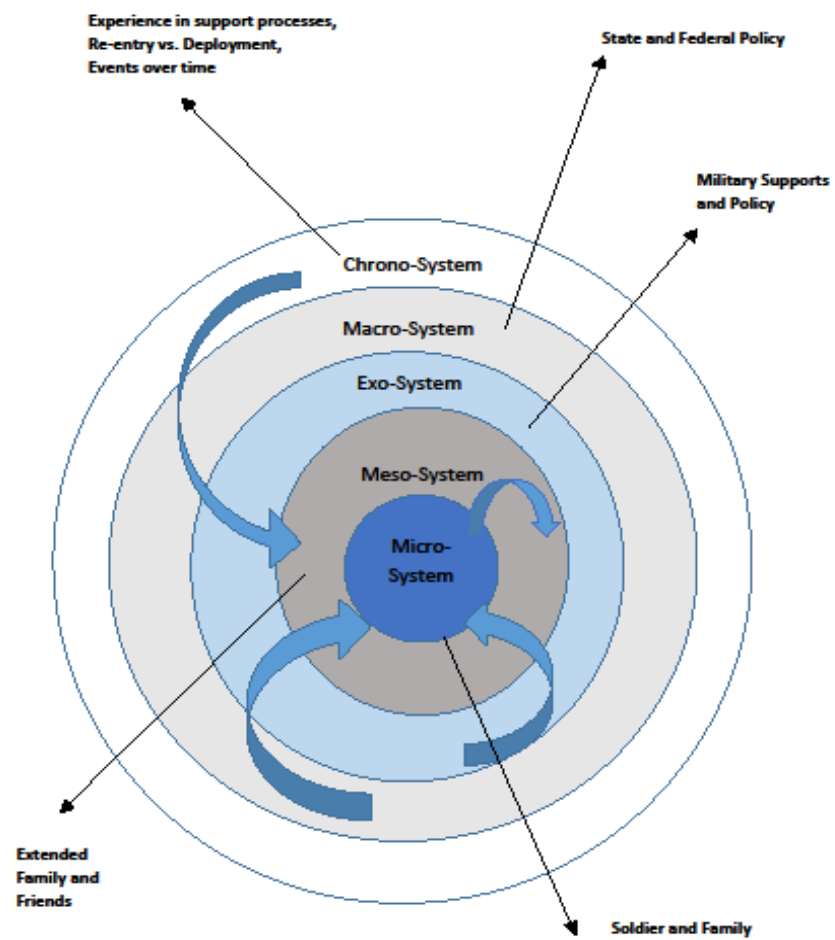 Experience in support processes,
Re-entry vs. Deployment,
Events over time
State and Federal Policy
Military Supports
and Policy
Chrono-System
Macro-System
Exo-System
Meso-System
Micro-
System
Extended
Family and
Friends
Soldier and Family